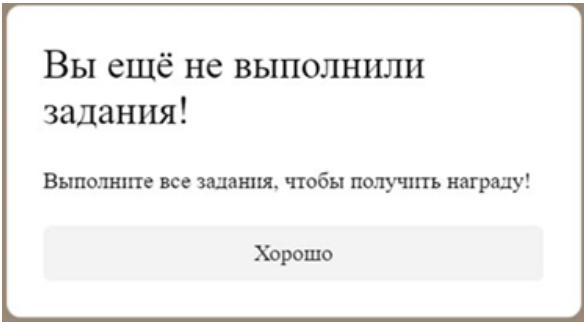 Вы ещё не выполнили
задания!
Выполните все задания, чтобы получить награду!
Хорошо